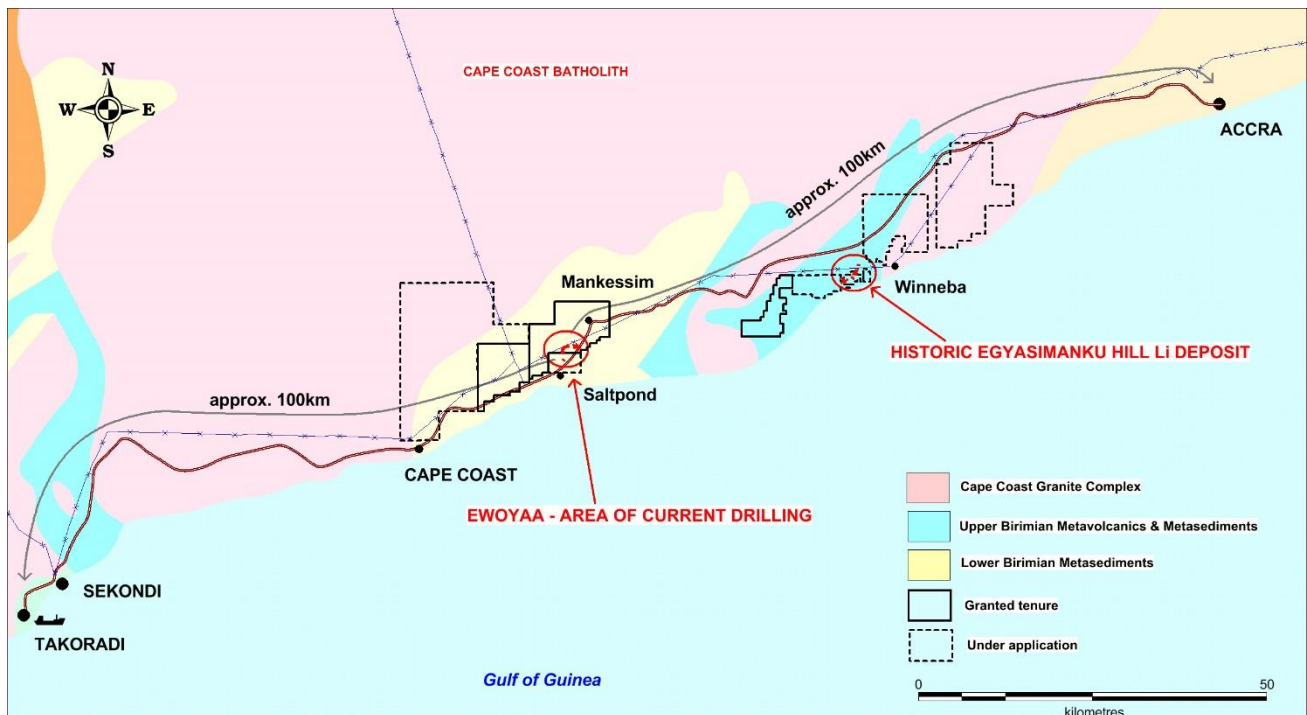 N
W E
S
CAPE COAST BATHOLITH
ACCRA
approx. 100km
Mankessim
Winneba
HISTORIC EGYASIMANKU HILL Li DEPOSIT
Saltpond
approx. 100km
CAPE COAST
EWOYAA - AREA OF CURRENT DRILLING
SEKONDI
TAKORADI
Gulf of Guinea
Cape Coast Granite Complex
Upper Birimian Metavolcanics & Metasediments
Lower Birimian Metasediments
Granted tenure
Under application
0 50
kilometres